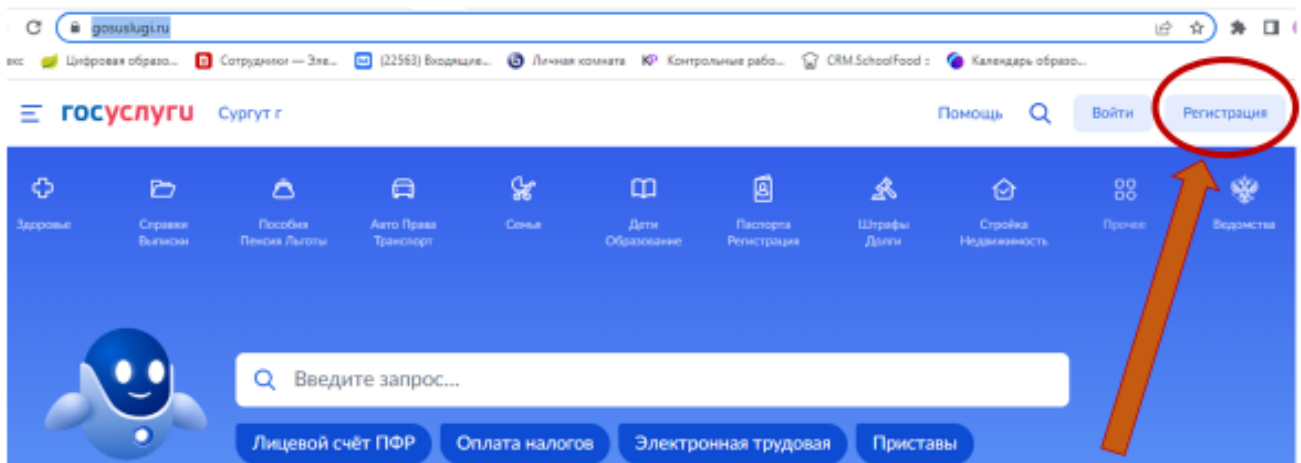 gosuslugi.ru
екс Цифровая образо... Сотрудники — Эле... (22563) Входящие... Личная комната КР Контрольные рабо... CRM.SchoolFood :: Календарь образо...
госуслуги Сургут г Помощь Войти Регистрация
Здоровье Справки Выписки Пособия Пенсия Льготы Авто Права Транспорт Семья Дети Образование Паспорта Регистрация Штрафы Долги Стройка Недвижимость Прочее Ведомства
Введите запрос...
Лицевой счёт ПФР Оплата налогов Электронная трудовая Приставы